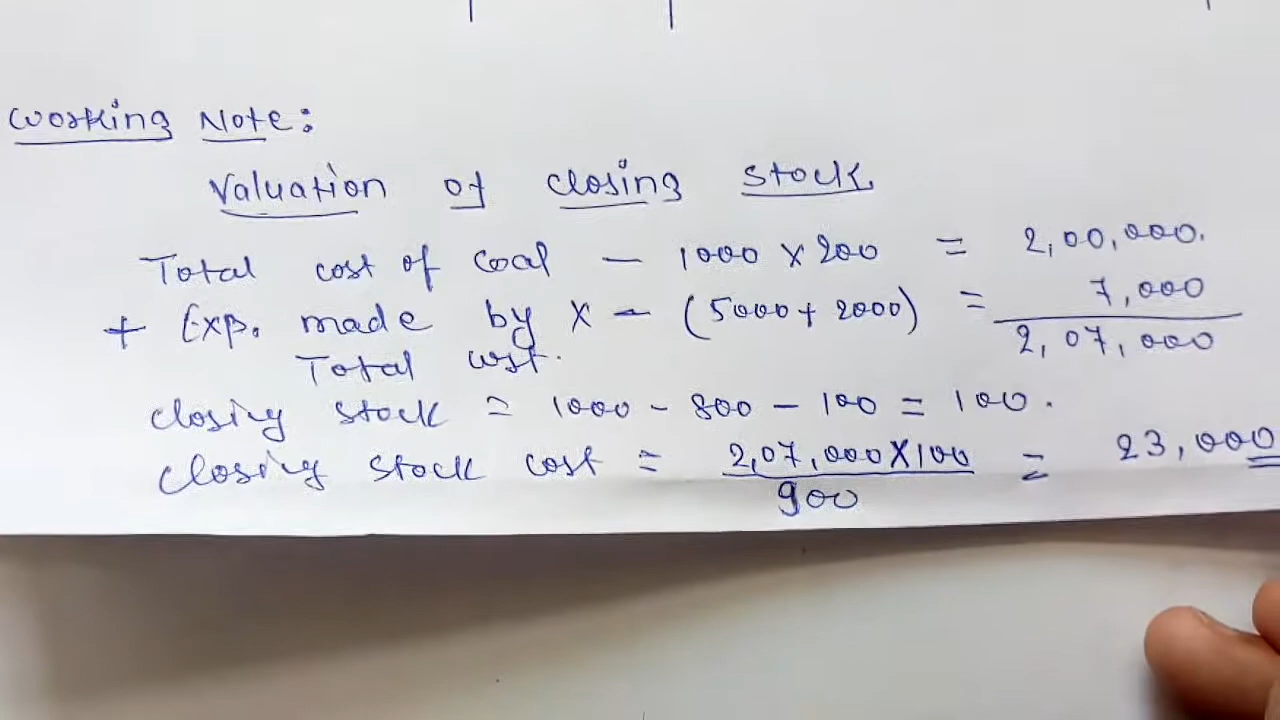 Working Note:
Valuation of closing stock
Total cost of coal – 1000 × 200 = 2,00,000.
+ Exp. made by X – (5000 + 2000) = 7,000
Total cost. 2,07,000
closing stock = 1000 - 800 - 100 = 100.
closing stock cost = 2,07,000 × 100 / 900 = 23,000